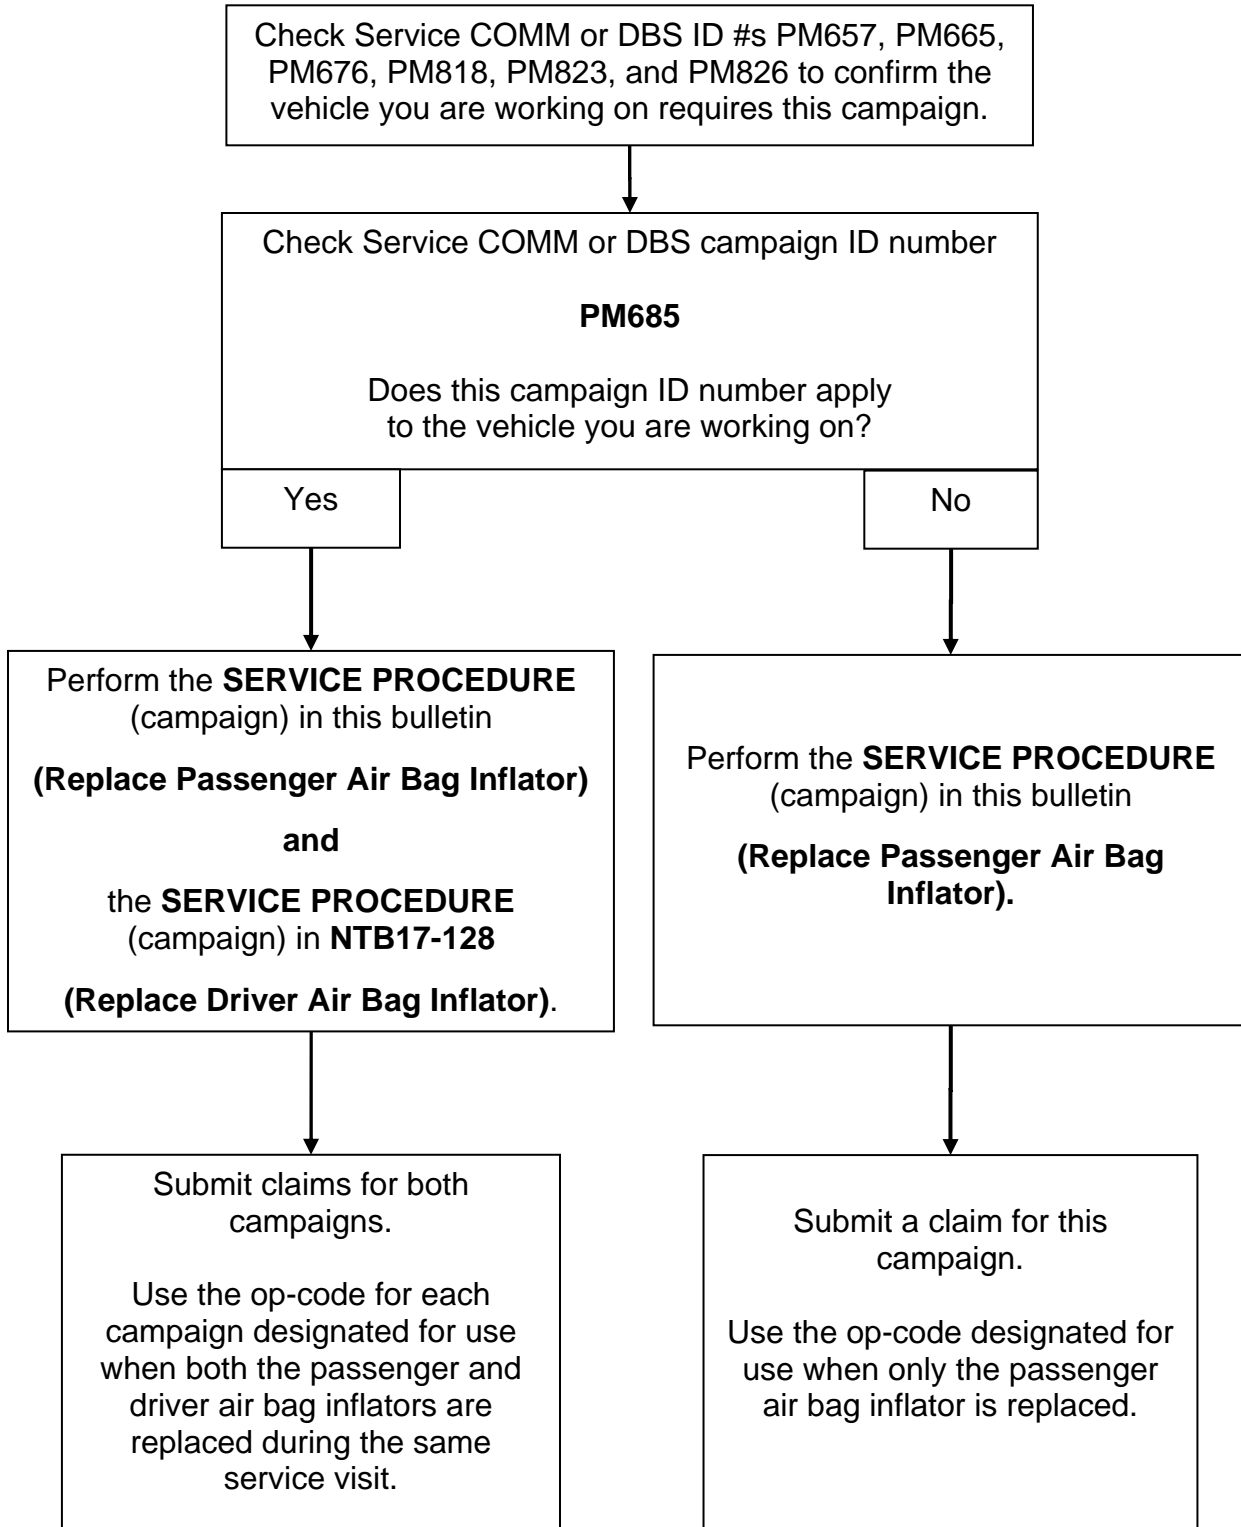 Check Service COMM or DBS ID #s PM657, PM665,
PM676, PM818, PM823, and PM826 to confirm the
vehicle you are working on requires this campaign.
Check Service COMM or DBS campaign ID number
PM685
Does this campaign ID number apply
to the vehicle you are working on?
Yes
No
Perform the SERVICE PROCEDURE
(campaign) in this bulletin
(Replace Passenger Air Bag Inflator)
and
the SERVICE PROCEDURE
(campaign) in NTB17-128
(Replace Driver Air Bag Inflator).
Perform the SERVICE PROCEDURE
(campaign) in this bulletin
(Replace Passenger Air Bag
Inflator).
Submit claims for both
campaigns.
Use the op-code for each
campaign designated for use
when both the passenger and
driver air bag inflators are
replaced during the same
service visit.
Submit a claim for this
campaign.
Use the op-code designated for
use when only the passenger
air bag inflator is replaced.